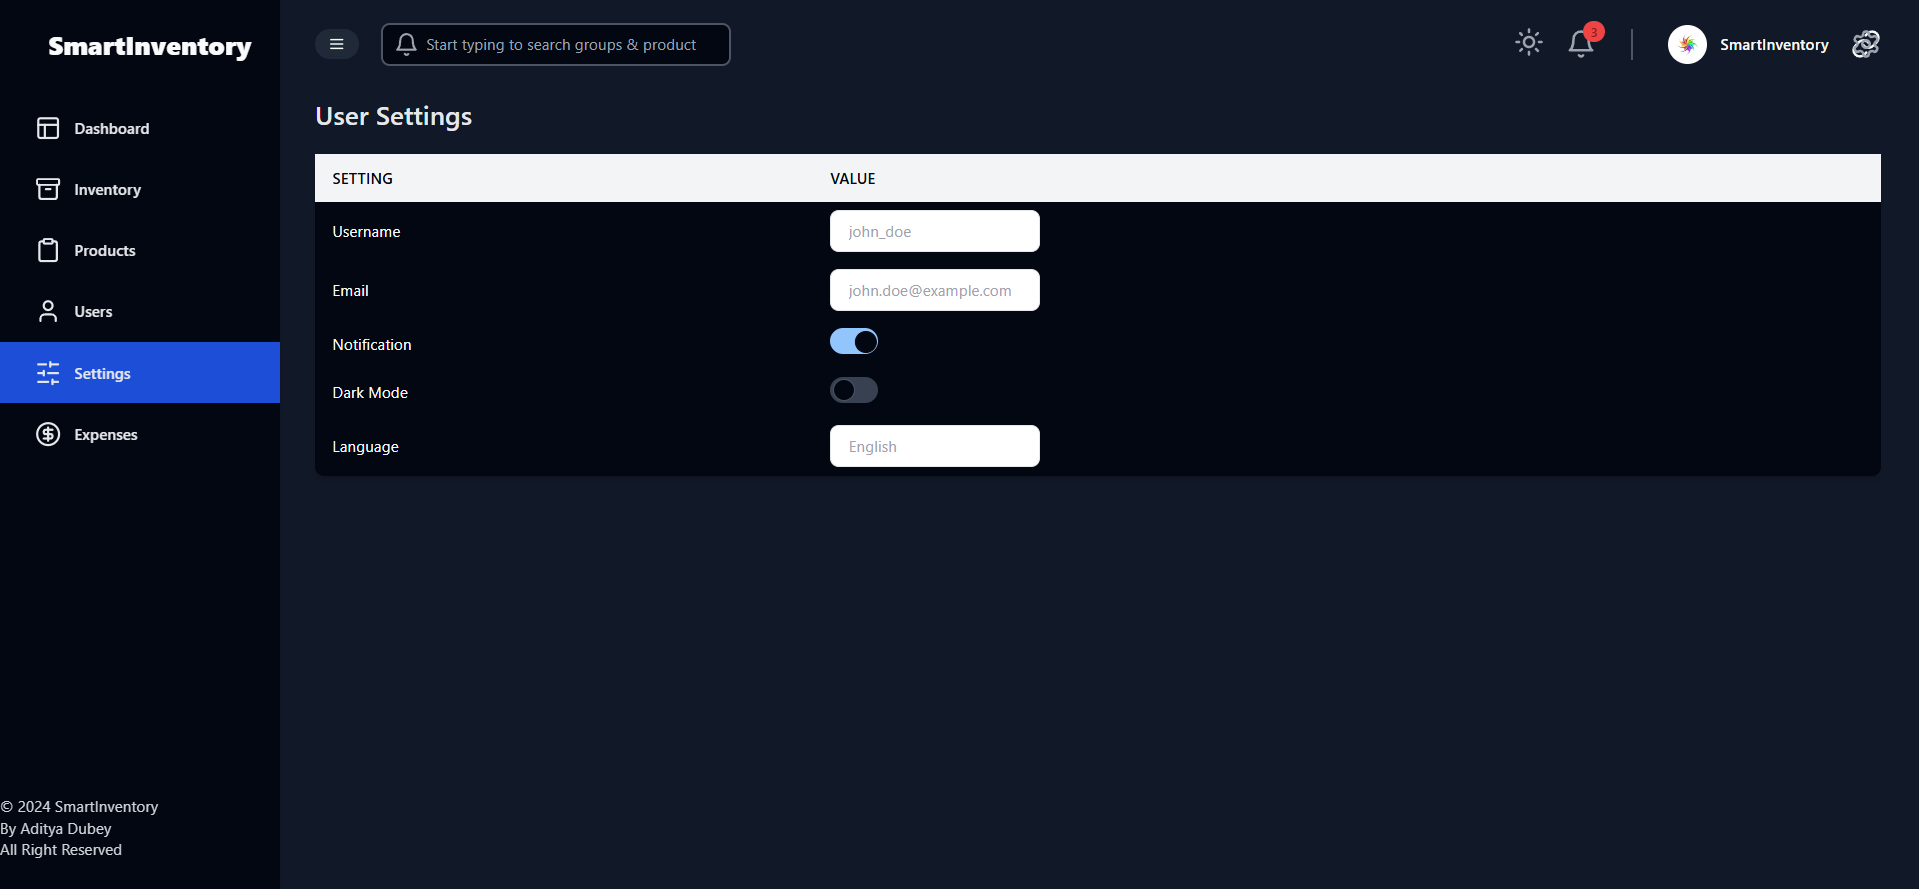 SmartInventory
Start typing to search groups & product
3
SmartInventory
Dashboard
Inventory
Products
Users
Settings
Expenses
User Settings
SETTING VALUE
Username john_doe
Email john.doe@example.com
Notification
Dark Mode
Language English
© 2024 SmartInventory
By Aditya Dubey
All Right Reserved